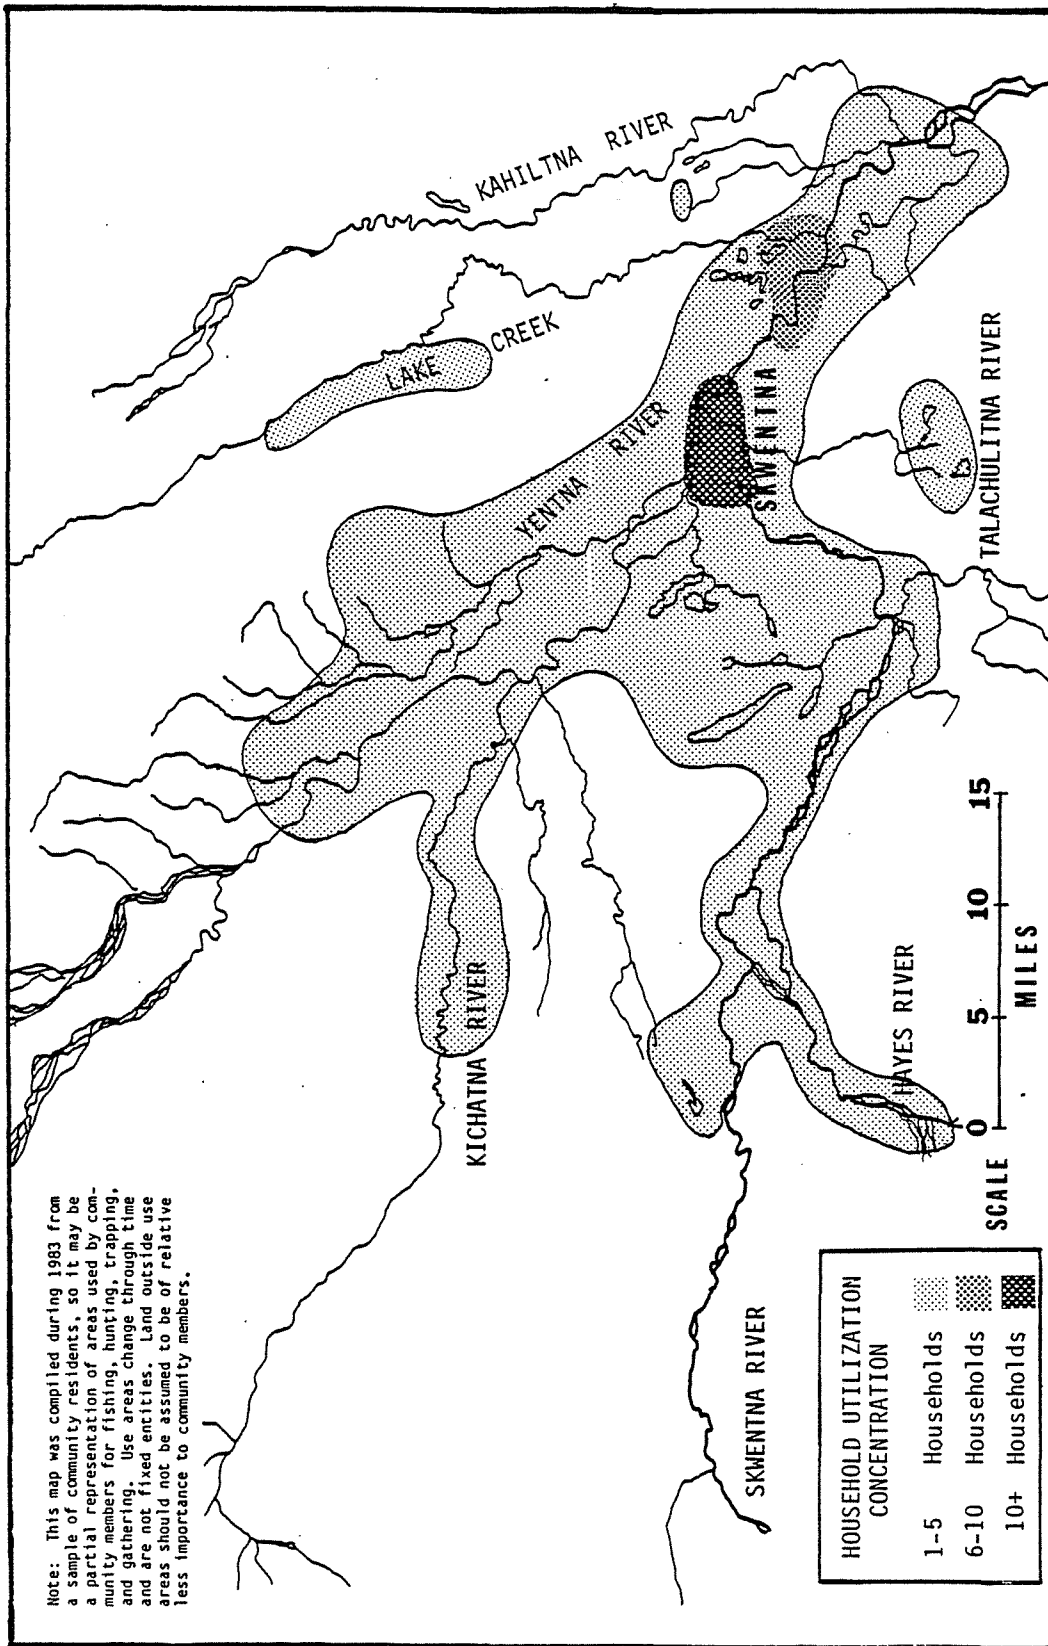 Note: This map was compiled during 1983 from
a sample of community residents, so it may be
a partial representation of areas used by com-
munity members for fishing, hunting, trapping,
and gathering. Use areas change through time
and are not fixed entities. Land outside use
areas should not be assumed to be of relative
less importance to community members.
KAHILTNA RIVER
LAKE CREEK
YENTNA RIVER
SKWENTNA
KICHATNA RIVER
TALACHULITNA RIVER
HAYES RIVER
SKWENTNA RIVER
HOUSEHOLD UTILIZATION
CONCENTRATION
1-5 Households
6-10 Households
10+ Households
SCALE 0 5 10 15
MILES